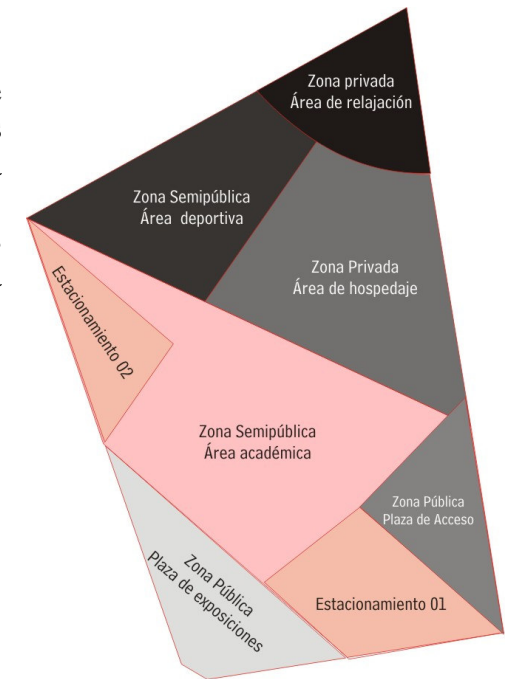 Zona privada
Área de relajación
Zona Semipública
Área deportiva
Zona Privada
Área de hospedaje
Estacionamiento 02
Zona Semipública
Área académica
Zona Pública
Plaza de Acceso
Zona Pública
Plaza de exposiciones
Estacionamiento 01